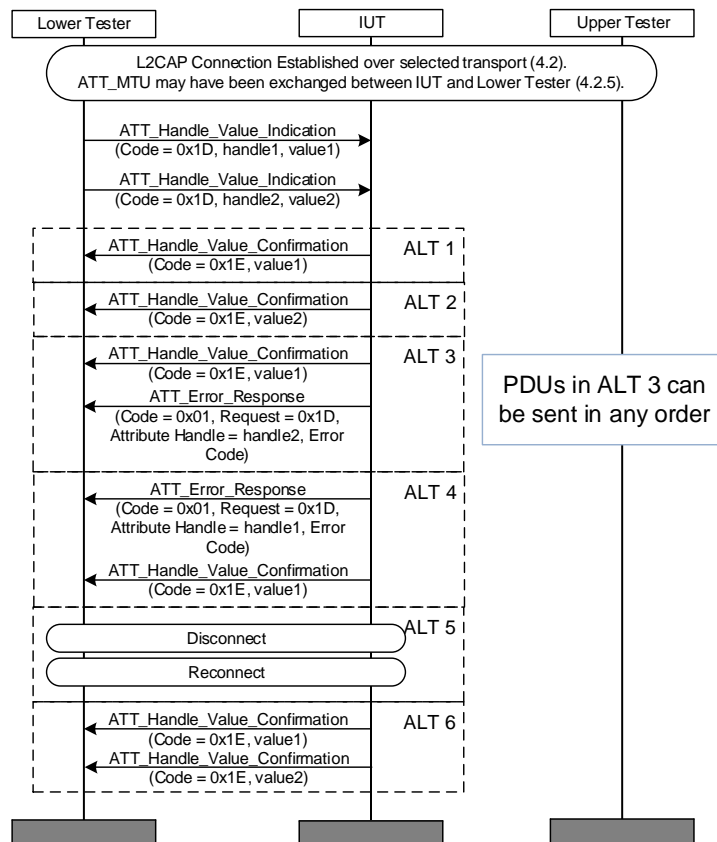 Lower Tester
IUT
Upper Tester
L2CAP Connection Established over selected transport (4.2).
ATT_MTU may have been exchanged between IUT and Lower Tester (4.2.5).
ATT_Handle_Value_Indication
(Code = 0x1D, handle1, value1)
ATT_Handle_Value_Indication
(Code = 0x1D, handle2, value2)
ALT 1
ATT_Handle_Value_Confirmation
(Code = 0x1E, value1)
ALT 2
ATT_Handle_Value_Confirmation
(Code = 0x1E, value2)
ALT 3
ATT_Handle_Value_Confirmation
(Code = 0x1E, value1)
ATT_Error_Response
(Code = 0x01, Request = 0x1D,
Attribute Handle = handle2, Error
Code)
PDUs in ALT 3 can
be sent in any order
ALT 4
ATT_Error_Response
(Code = 0x01, Request = 0x1D,
Attribute Handle = handle1, Error
Code)
ATT_Handle_Value_Confirmation
(Code = 0x1E, value1)
ALT 5
Disconnect
Reconnect
ALT 6
ATT_Handle_Value_Confirmation
(Code = 0x1E, value1)
ATT_Handle_Value_Confirmation
(Code = 0x1E, value2)